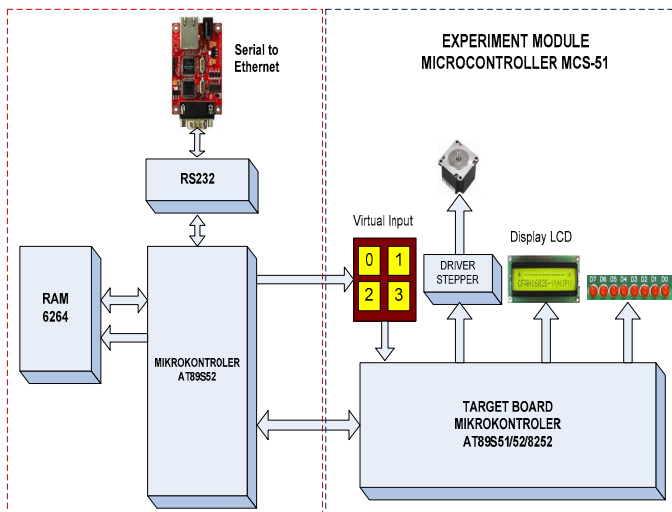 Serial to
Ethernet
EXPERIMENT MODULE
MICROCONTROLLER MCS-51
RS232
Virtual Input
0 1
2 3
DRIVER
STEPPER
Display LCD
D7 D6 D5 D4 D3 D2 D1 D0
RAM
6264
MIKROKONTROLER
AT89S52
TARGET BOARD
MIKROKONTROLER
AT89S51/52/8252